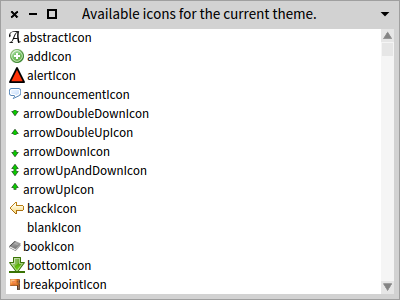 Available icons for the current theme.
abstractIcon
addIcon
alertIcon
announcementIcon
arrowDoubleDownIcon
arrowDoubleUpIcon
arrowDownIcon
arrowUpAndDownIcon
arrowUpIcon
backIcon
blankIcon
bookIcon
bottomIcon
breakpointIcon